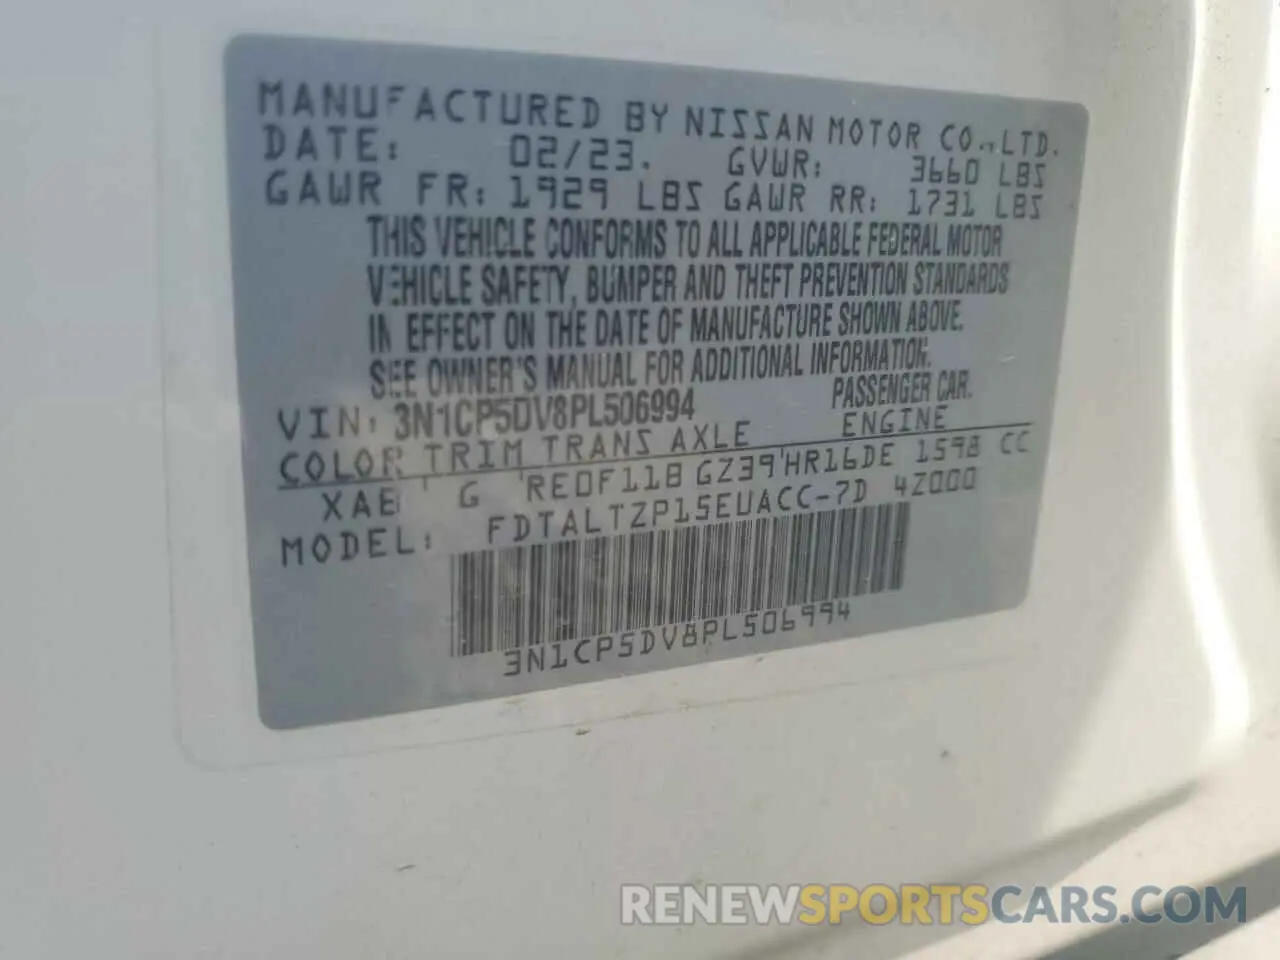 MANUFACTURED BY NISSAN MOTOR CO.,LTD.
DATE: 02/23. GVWR: 3660 LBS
GAWR FR: 1929 LBS GAWR RR: 1731 LBS
THIS VEHICLE CONFORMS TO ALL APPLICABLE FEDERAL MOTOR
VEHICLE SAFETY, BUMPER AND THEFT PREVENTION STANDARDS
IN EFFECT ON THE DATE OF MANUFACTURE SHOWN ABOVE.
SEE OWNER'S MANUAL FOR ADDITIONAL INFORMATION.
VIN: 3N1CP5DV8PL506994 PASSENGER CAR.
COLOR TRIM TRANS AXLE ENGINE
XAB G RE0F11B GZ39 HR16DE 1598 CC
MODEL: FDTALTZP15EUACC-7D 4Z000
3N1CP5DV8PL506994
RENEWSPORTSCARS.COM